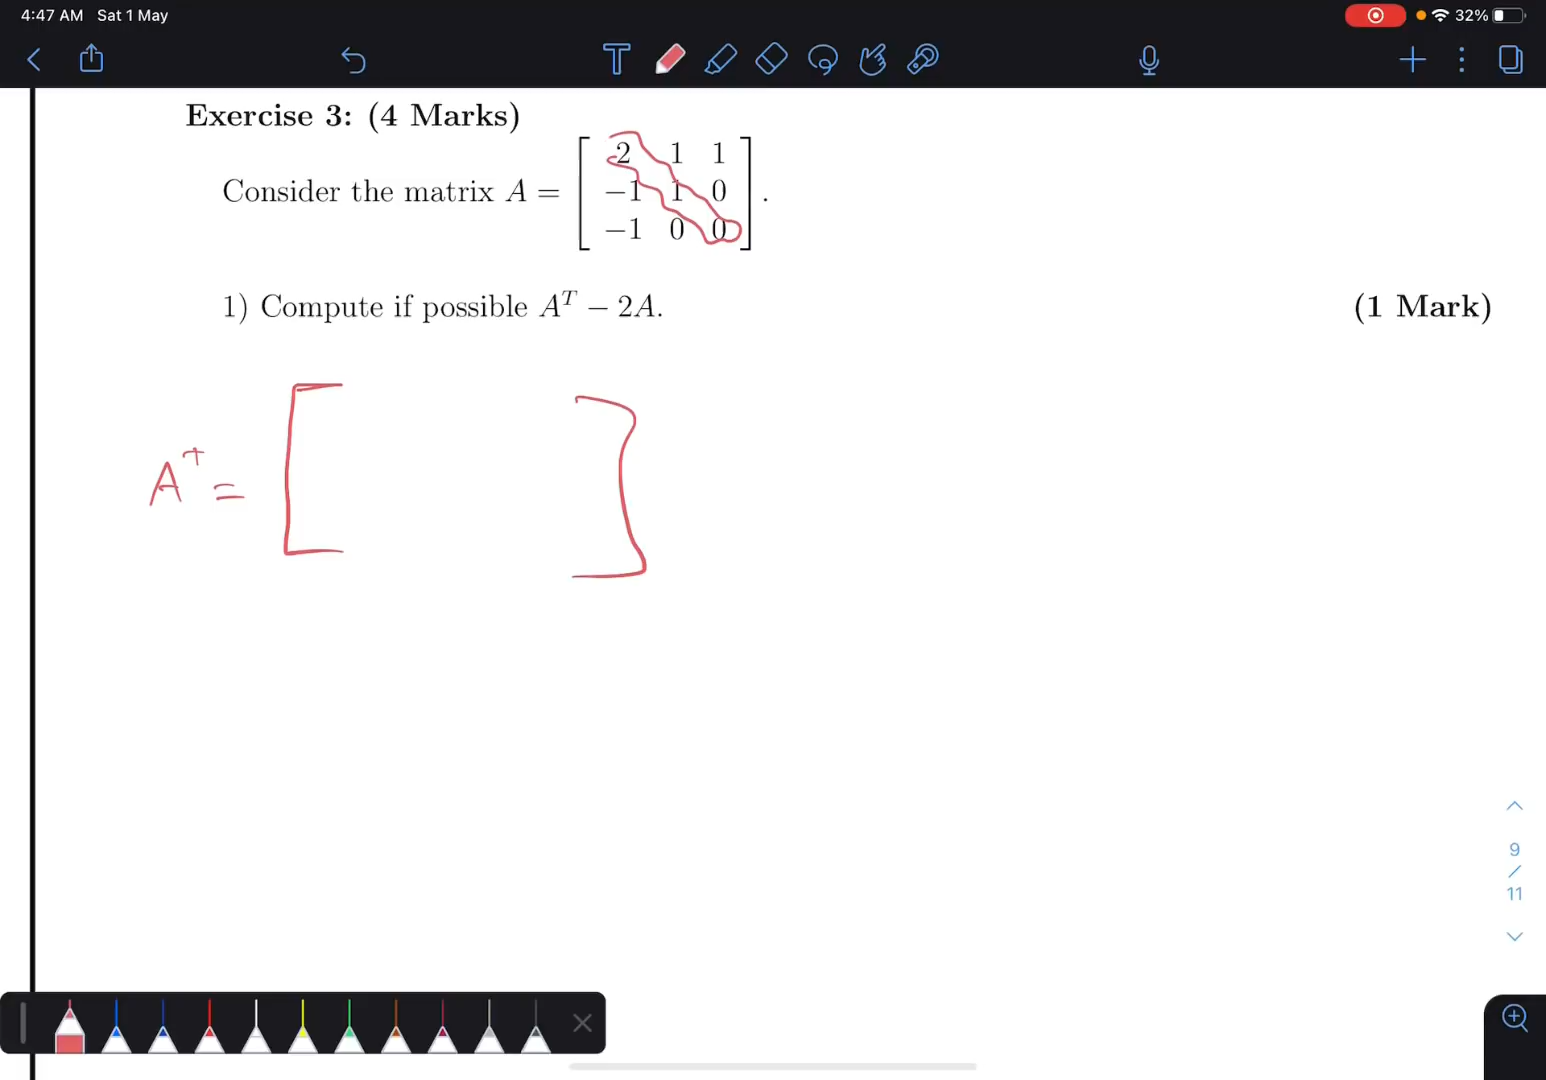 4:47 AM Sat 1 May 32%
T
Exercise 3: (4 Marks)
Consider the matrix A = [ 2 1 1
−1 1 0
−1 0 0 ] .
1) Compute if possible A^T − 2A. (1 Mark)
A^T = [ ]
9
/
11